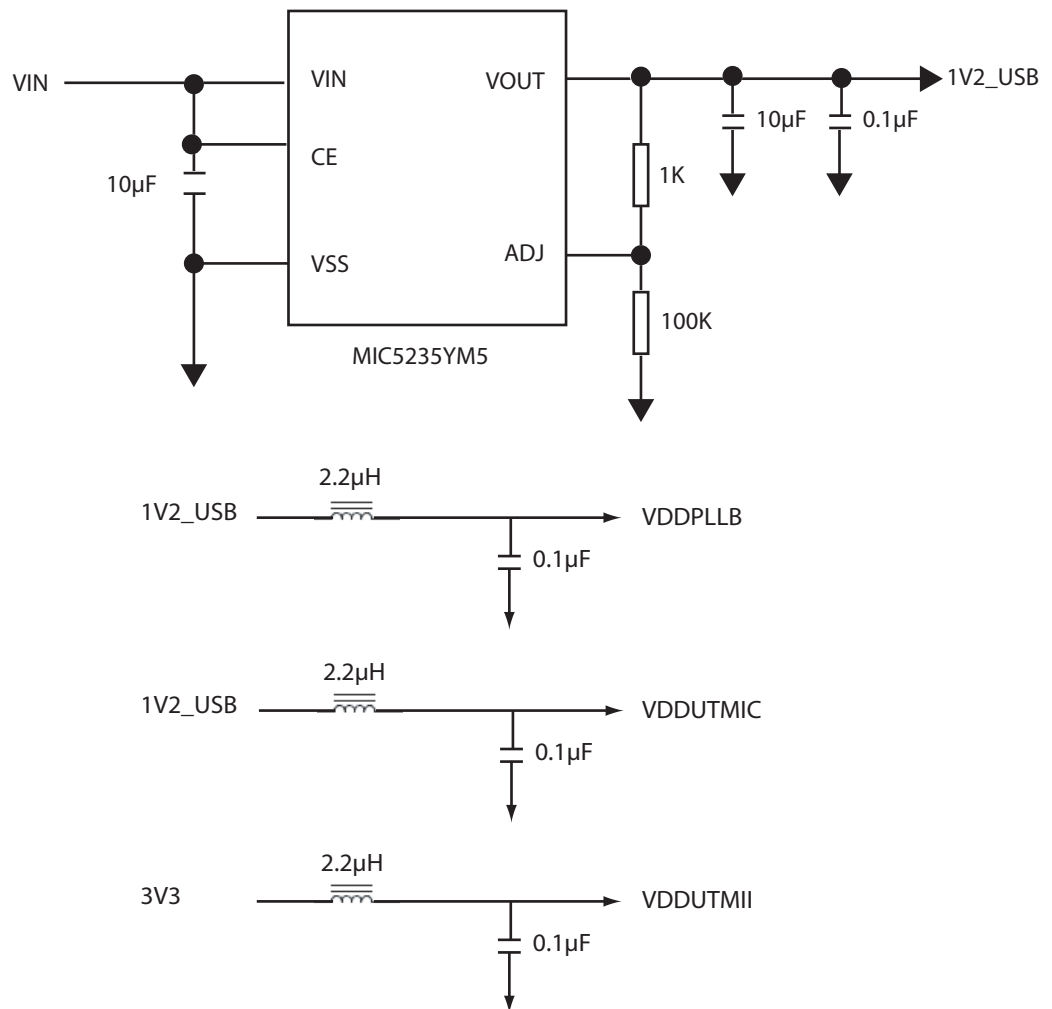 VIN
VIN
VOUT
1V2_USB
CE
10µF
10µF
0.1µF
1K
VSS
ADJ
100K
MIC5235YM5
2.2µH
1V2_USB
VDDPLLB
0.1µF
2.2µH
1V2_USB
VDDUTMIC
0.1µF
2.2µH
3V3
VDDUTMII
0.1µF